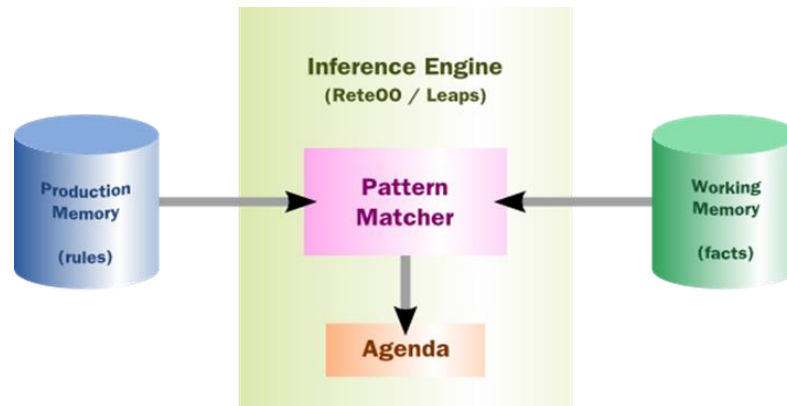 Inference Engine
(ReteOO / Leaps)
Production
Memory
(rules)
Pattern
Matcher
Working
Memory
(facts)
Agenda